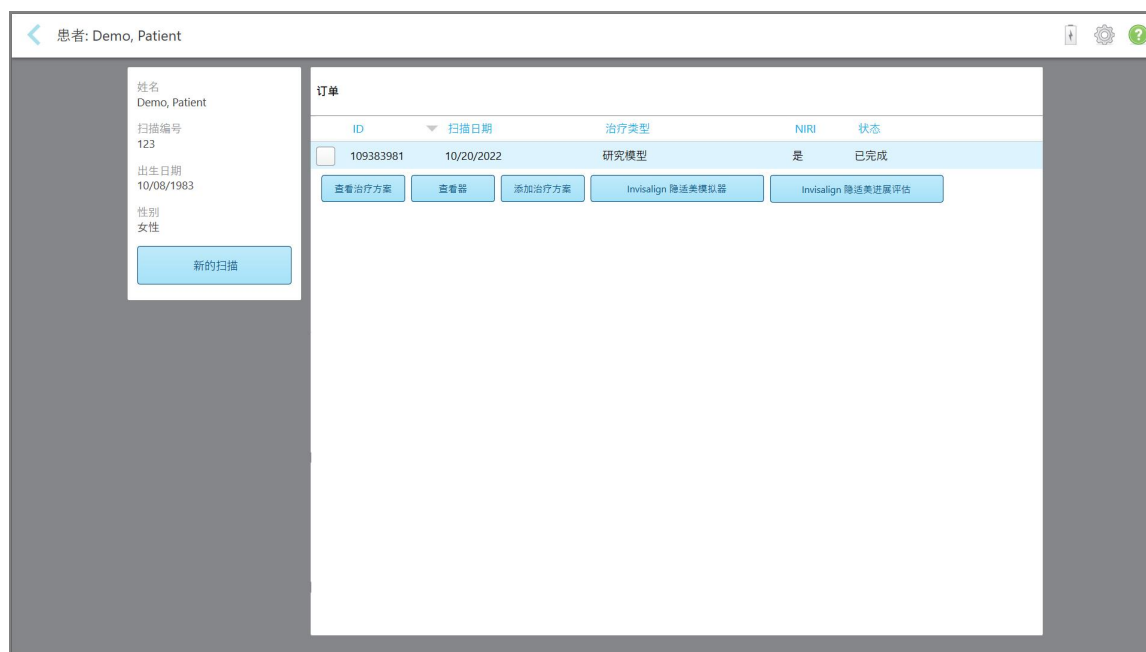 患者: Demo, Patient
?
姓名
Demo, Patient
扫描编号
123
出生日期
10/08/1983
性别
女性
新的扫描
订单
ID 扫描日期 治疗类型 NIRI 状态
109383981 10/20/2022 研究模型 是 已完成
查看治疗方案 查看器 添加治疗方案 Invisalign 隐适美模拟器 Invisalign 隐适美进展评估